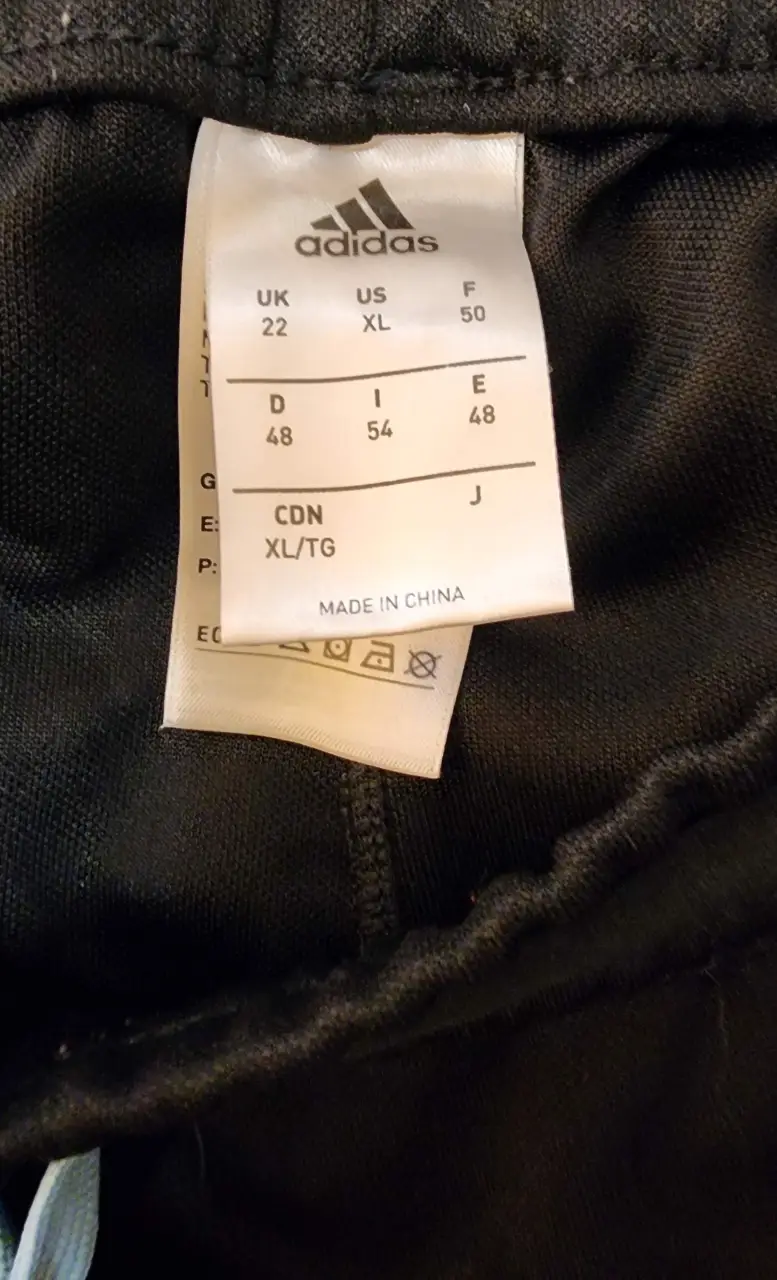 adidas
UK US F
22 XL 50
D I E
48 54 48
CDN J
XL/TG
MADE IN CHINA
G
E:
P: